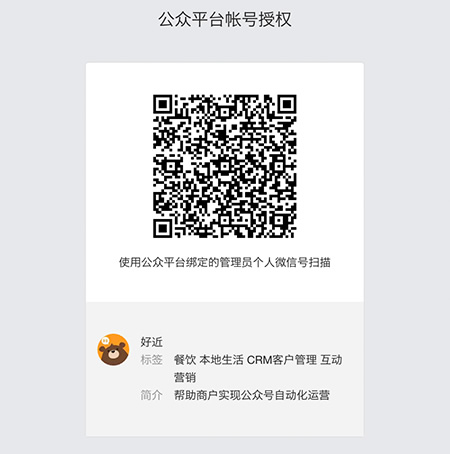 公众平台帐号授权
使用公众平台绑定的管理员个人微信号扫描
好近
标签 餐饮 本地生活 CRM客户管理 互动
营销
简介 帮助商户实现公众号自动化运营